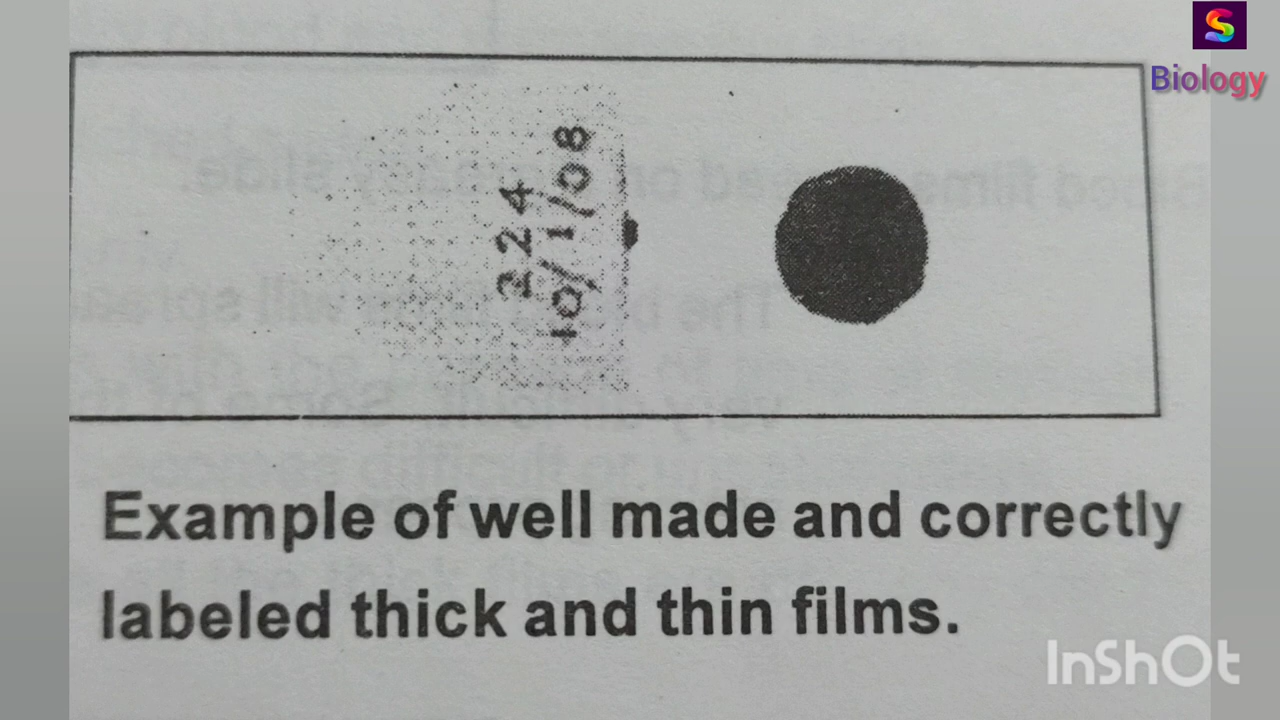 Biology
224
10/1/08
Example of well made and correctly
labeled thick and thin films.
InShOt